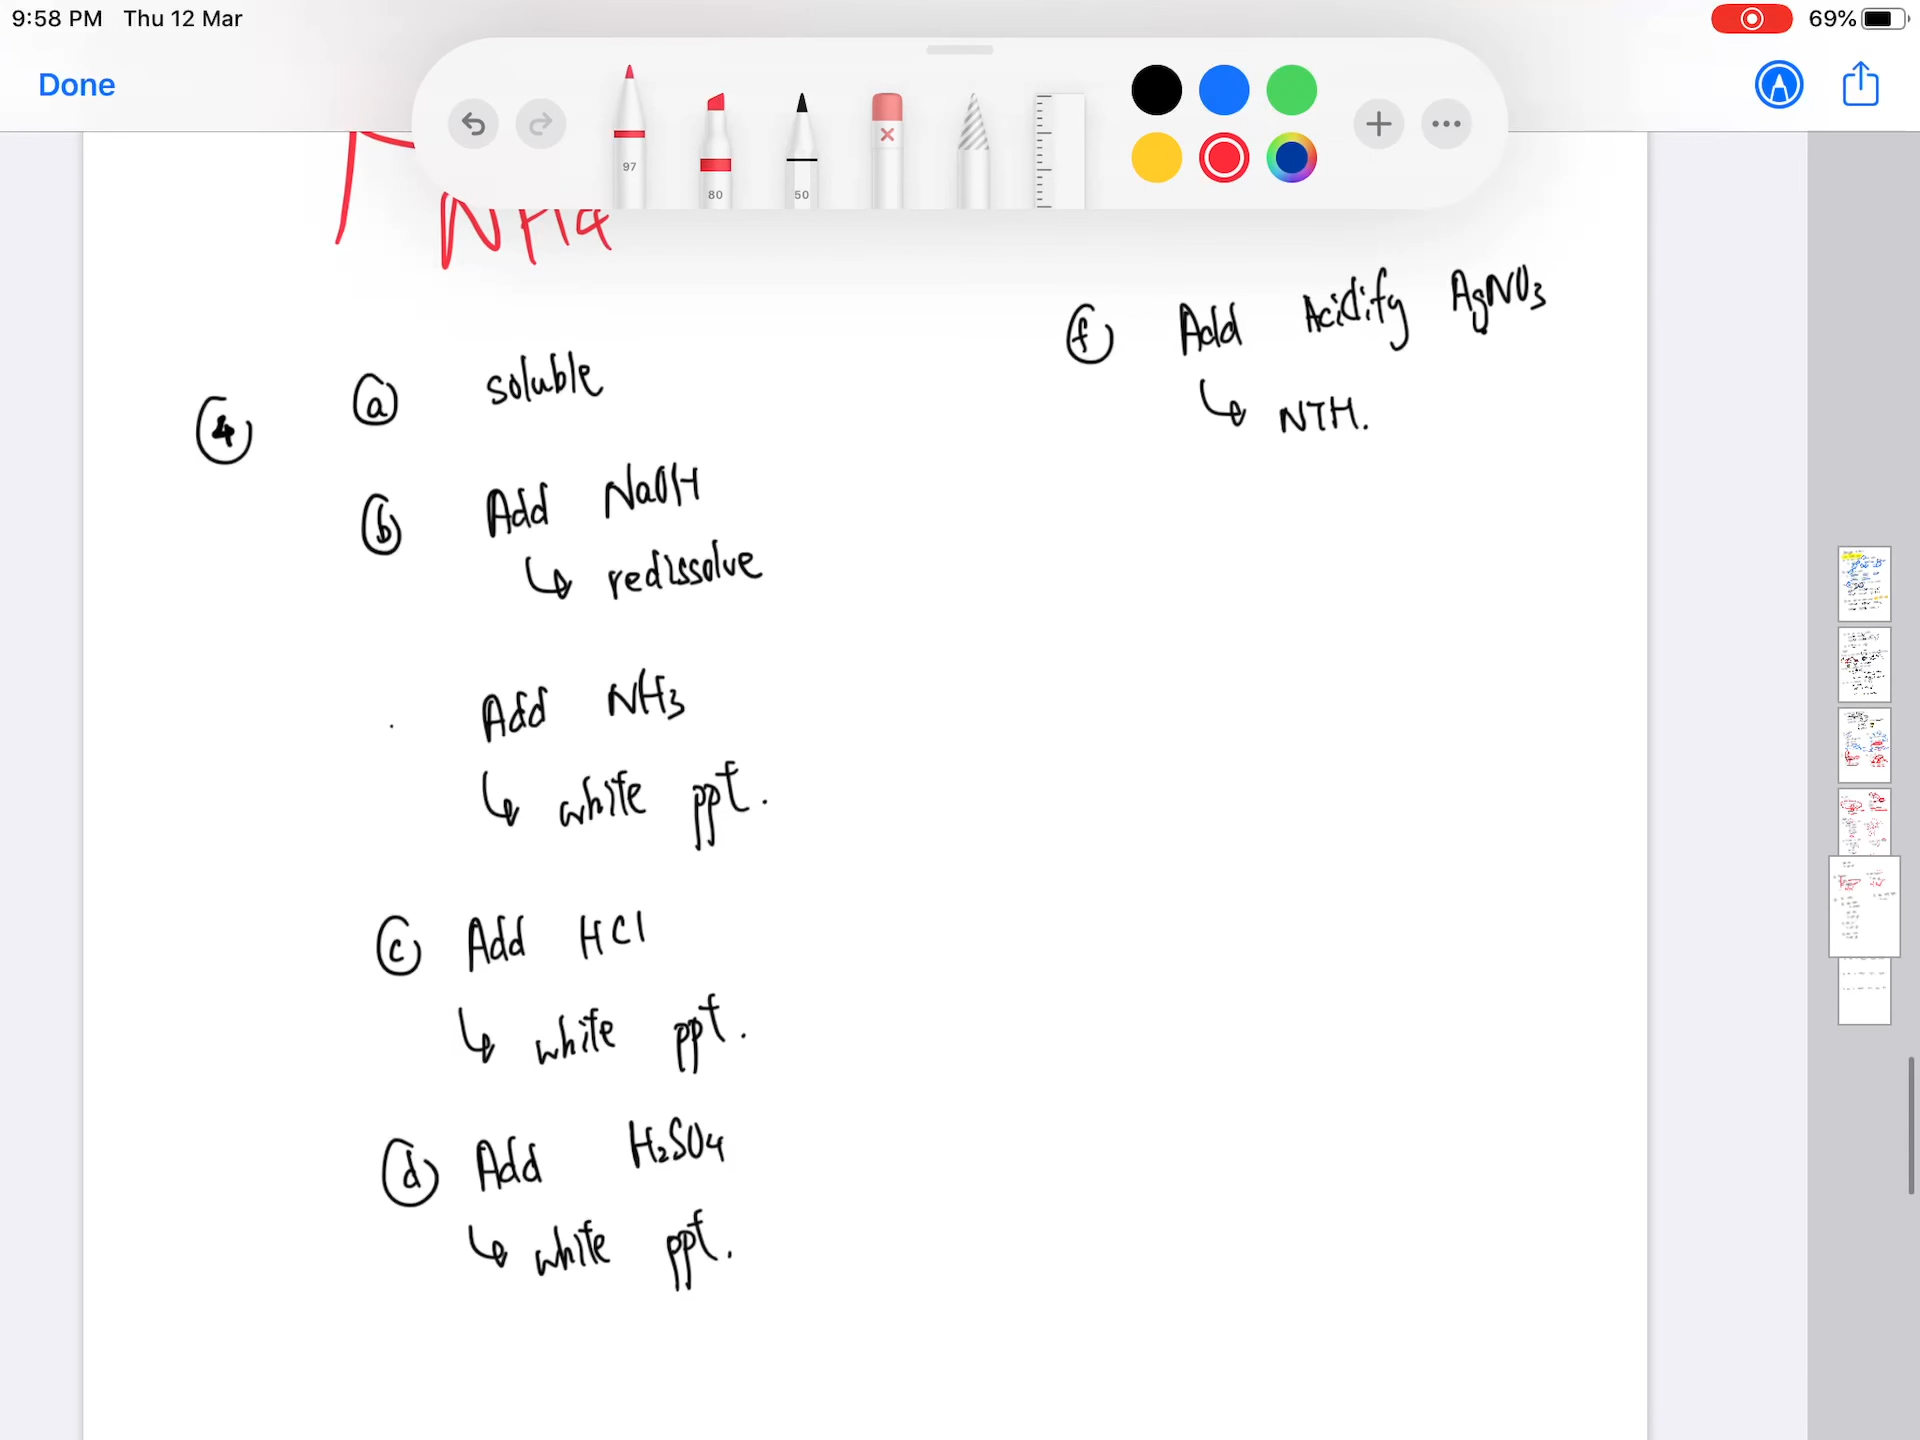 9:58 PM Thu 12 Mar
69%
Done
97
80
50
NH4
4
a soluble
b Add NaOH
redissolve
Add NH3
white ppt.
c Add HCl
white ppt.
d Add H2SO4
white ppt.
f Add Acidify AgNO3
NTH.